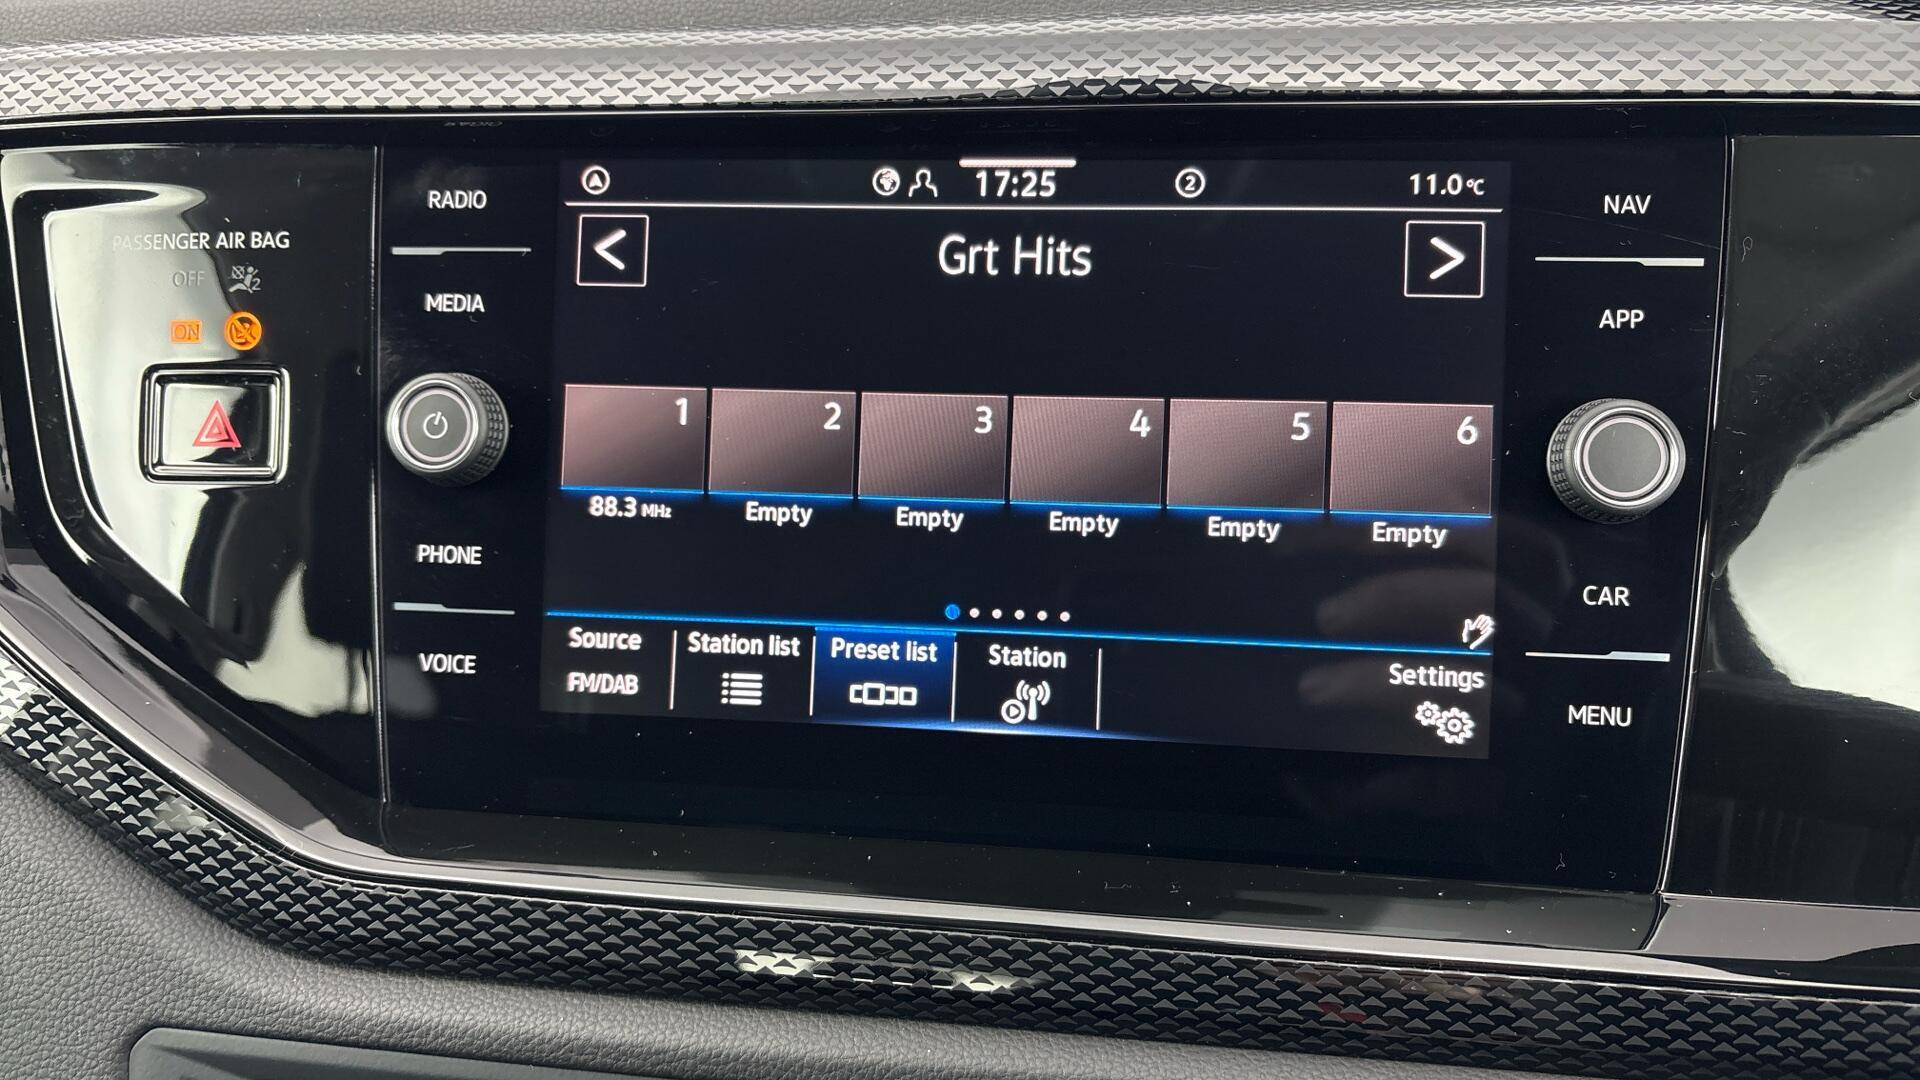 PASSENGER AIR BAG
OFF
2
ON
RADIO
MEDIA
PHONE
VOICE
17:25
2
11.0°C
<
Grt Hits
>
1
2
3
4
5
6
88.3 MHz
Empty
Empty
Empty
Empty
Empty
Source
FM/DAB
Station list
Preset list
Station
Settings
NAV
APP
CAR
MENU